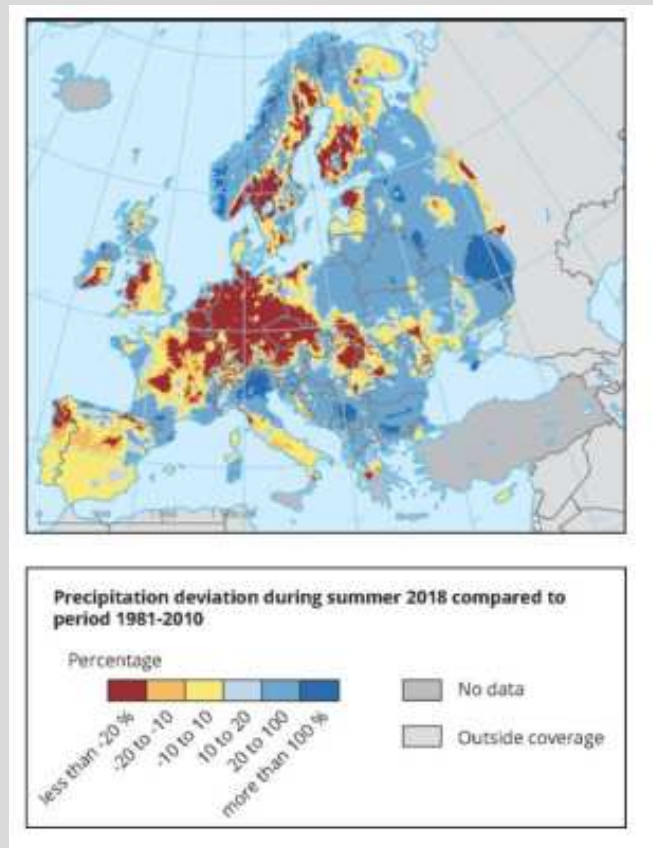 Precipitation deviation during summer 2018 compared to
period 1981-2010
Percentage
less than -20 %
-20 to -10
-10 to 10
10 to 20
20 to 100
more than 100 %
No data
Outside coverage